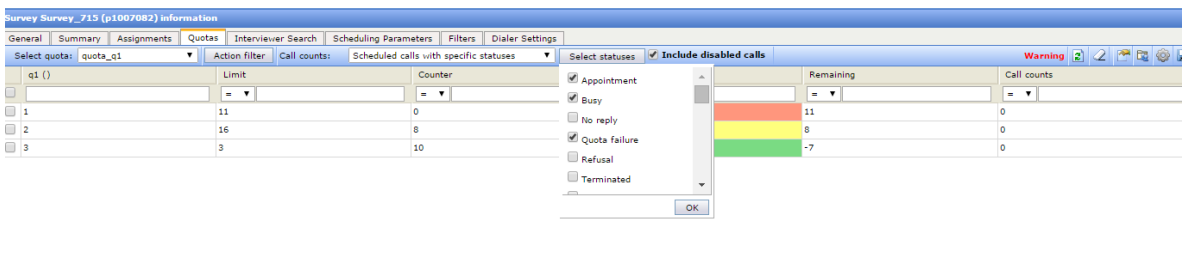 Survey Survey_715 (p1007082) information
General Summary Assignments Quotas Interviewer Search Scheduling Parameters Filters Dialer Settings
Select quota: quota_q1 Action filter Call counts: Scheduled calls with specific statuses Select statuses Include disabled calls Warning
q1 () Limit Counter Remaining Call counts
= = = =
1 11 0 11 0
2 16 8 8 0
3 3 10 -7 0
Appointment
Busy
No reply
Quota failure
Refusal
Terminated
OK